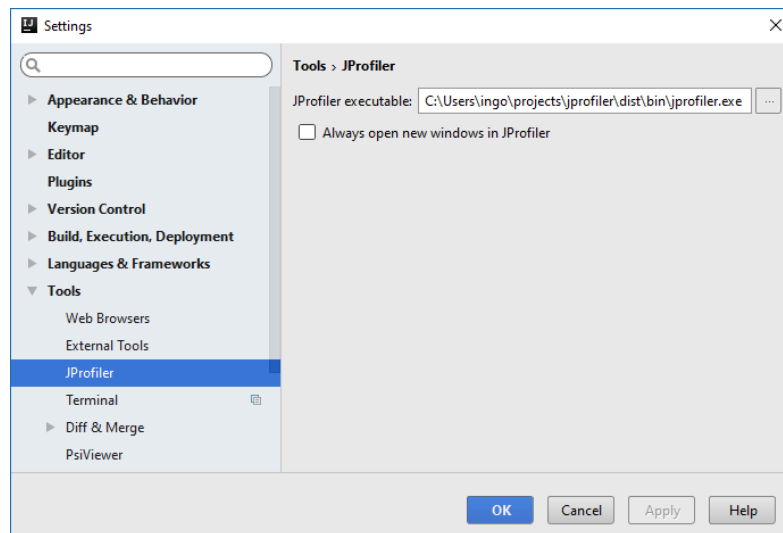 Settings
Appearance & Behavior
Keymap
Editor
Plugins
Version Control
Build, Execution, Deployment
Languages & Frameworks
Tools
Web Browsers
External Tools
JProfiler
Terminal
Diff & Merge
PsiViewer
Tools › JProfiler
JProfiler executable: C:\Users\ingo\projects\jprofiler\dist\bin\jprofiler.exe ...
Always open new windows in JProfiler
OK Cancel Apply Help